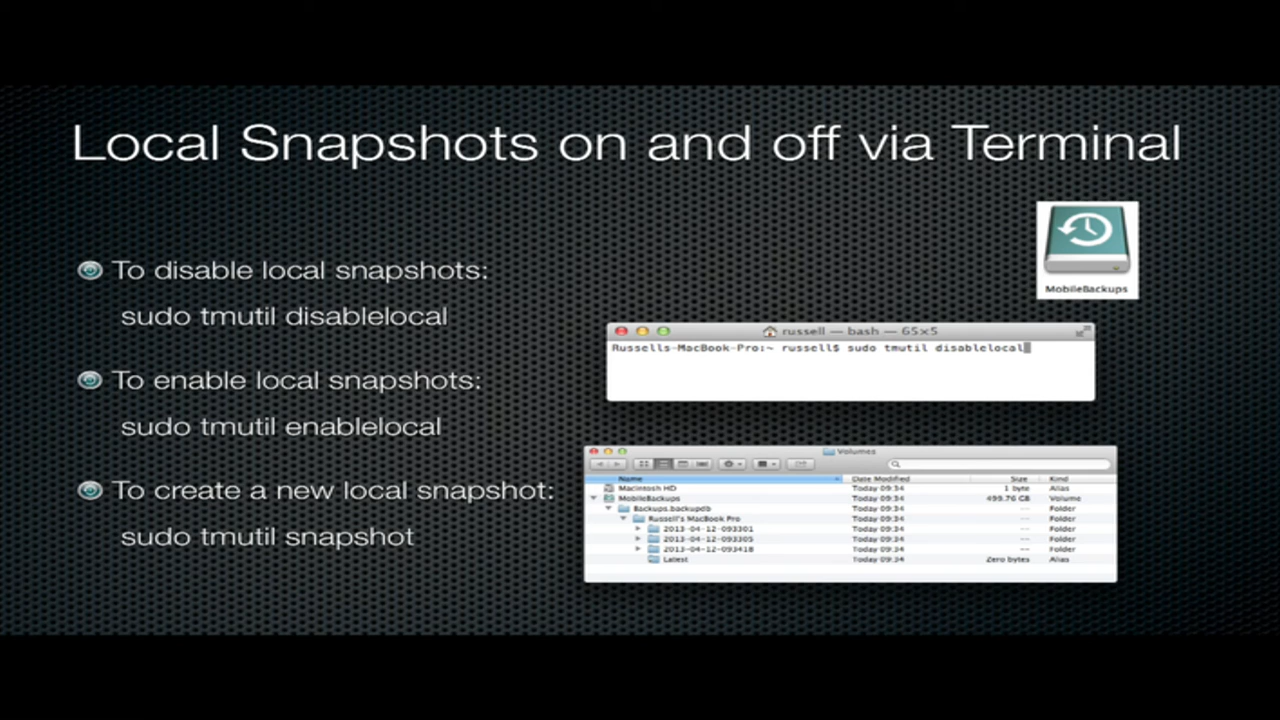 Local Snapshots on and off via Terminal
To disable local snapshots:
sudo tmutil disablelocal
To enable local snapshots:
sudo tmutil enablelocal
To create a new local snapshot:
sudo tmutil snapshot
MobileBackups
russell — bash — 65×5
Russells-MacBook-Pro:~ russell$ sudo tmutil disablelocal
Volumes
Name Date Modified Size Kind
Macintosh HD Today 09:34 1 byte Alias
MobileBackups Today 09:34 499.76 GB Volume
Backups.backupdb Today 09:34 -- Folder
Russell's MacBook Pro Today 09:34 -- Folder
2013-04-12-093301 Today 09:34 -- Folder
2013-04-12-093305 Today 09:34 -- Folder
2013-04-12-093418 Today 09:34 -- Folder
Latest Today 09:34 Zero bytes Alias